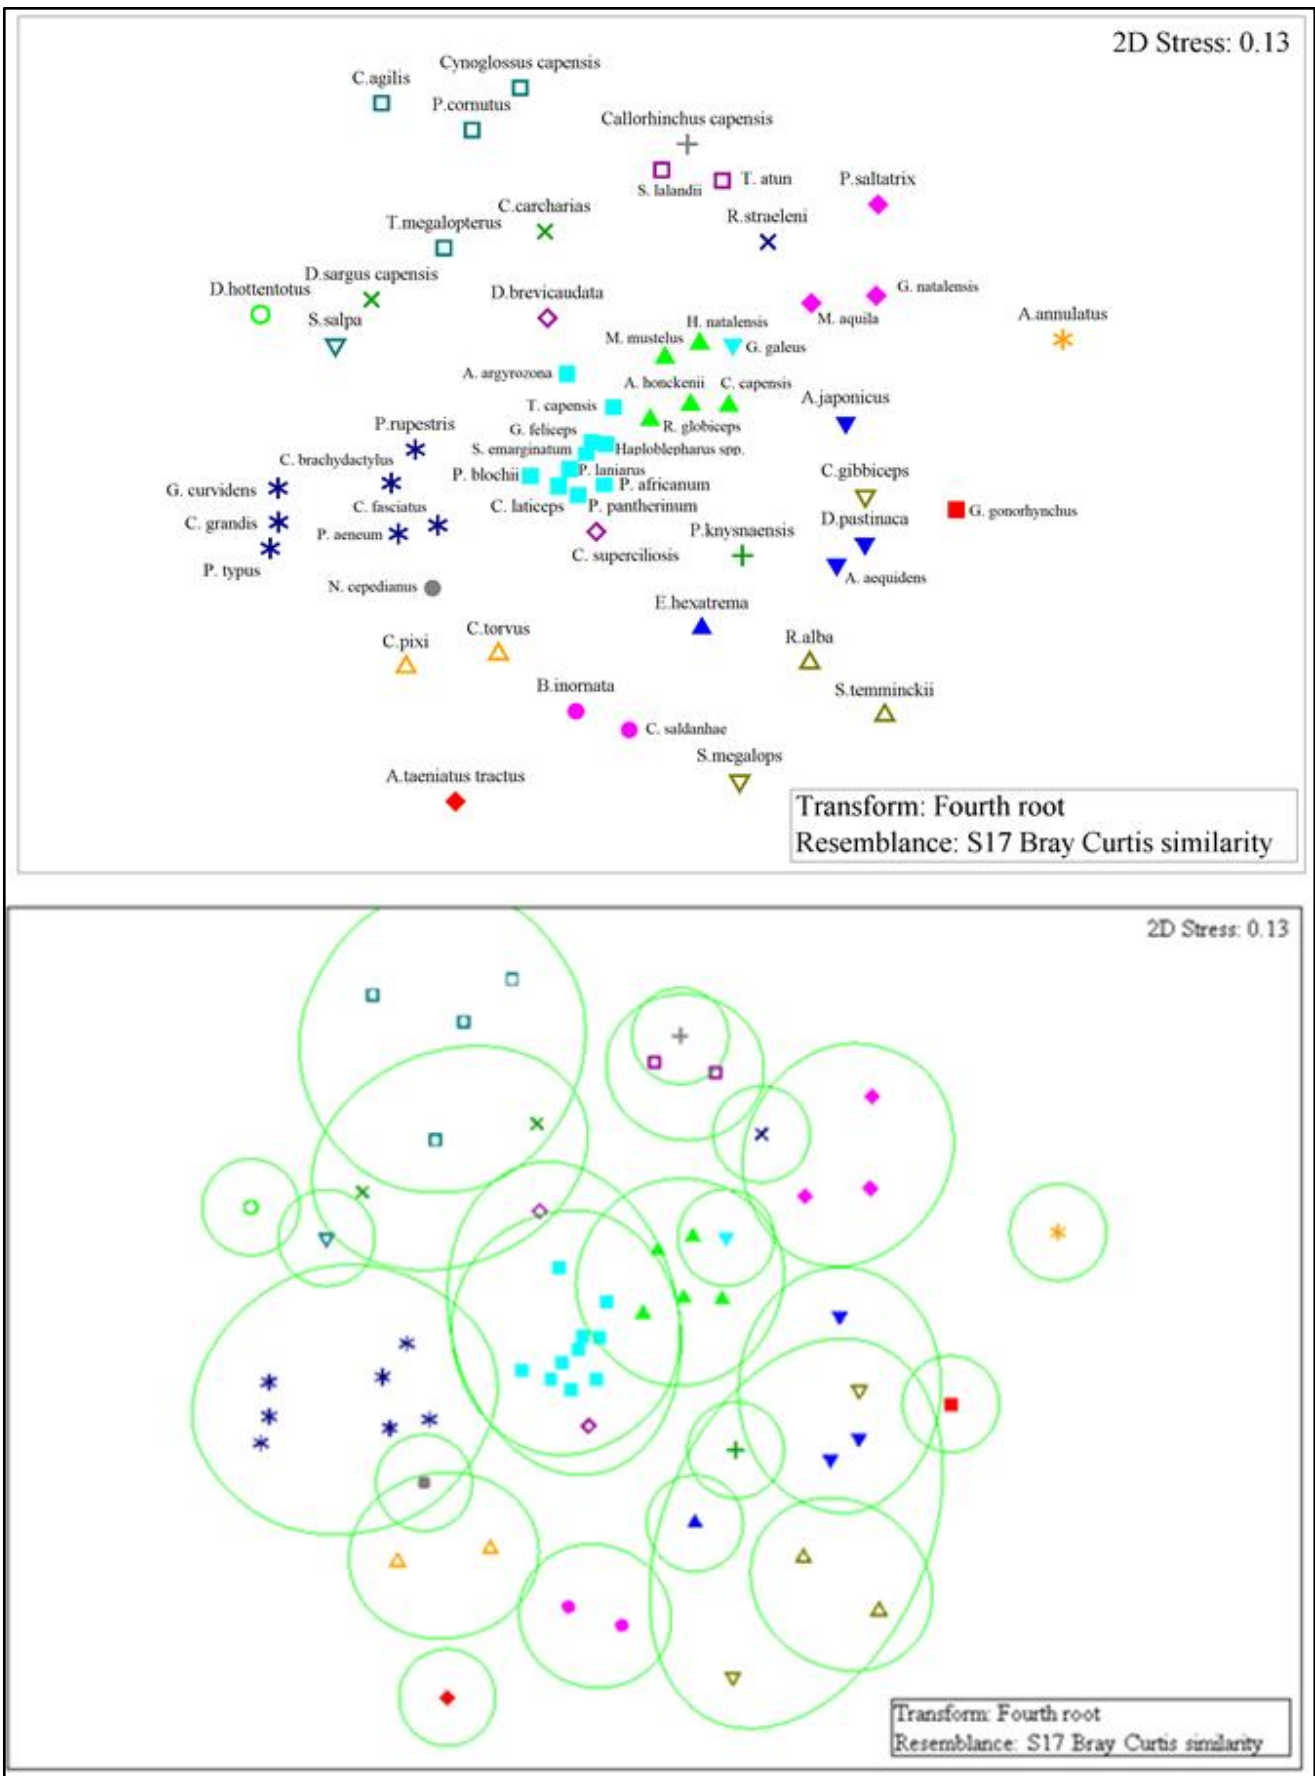 2D Stress: 0.13
Cynoglossus capensis
C.agilis
P.cornutus
Callorhinchus capensis
S. lalandii
T. atun
P.saltatrix
C.carcharias
R.straeleni
T.megalopterus
D.sargus capensis
D.hottentotus
D.brevicaudata
G. natalensis
S.salpa
H. natalensis
M. aquila
A.annulatus
M. mustelus
G. galeus
A. argyrozona
A. honckenii
C. capensis
T. capensis
A.japonicus
P.rupestris
G. feliceps
R. globiceps
S. emarginatum
Haploblepharus spp.
C. brachydactylus
P. blochii
P. laniarus
C.gibbiceps
G. curvidens
P. africanum
C. fasciatus
C. laticeps
P. pantherinum
G. gonorhynchus
C. grandis
P. aeneum
D.pastinaca
P.knysnaensis
C. superciliosis
P. typus
A. aequidens
N. cepedianus
E.hexatrema
C.pixi
C.torvus
R.alba
B.inornata
S.temminckii
C. saldanhae
S.megalops
A.taeniatus tractus
Transform: Fourth root
Resemblance: S17 Bray Curtis similarity
2D Stress: 0.13
Transform: Fourth root
Resemblance: S17 Bray Curtis similarity